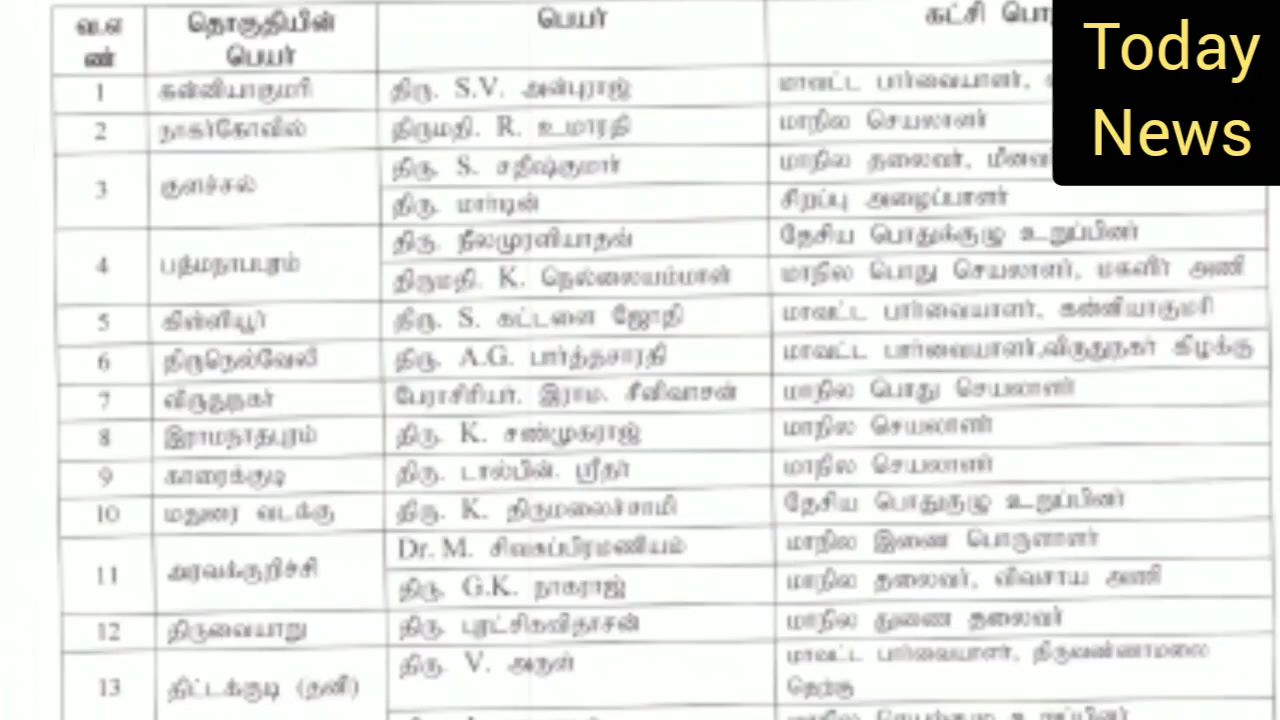 வ.எண் தொகுதியின் பெயர் பெயர் கட்சி
Today
News
1 கன்னியாகுமரி திரு. S.V. அன்புராஜ் மாவட்ட பார்வையாளர்,
2 நாகர்கோவில் திருமதி. R. உமாரதி மாநில செயலாளர்
3 குளச்சல் திரு. S. சதீஷ்குமார் மாநில தலைவர்,
திரு. மார்டின் சிறப்பு அழைப்பாளர்
4 பத்மநாபபுரம் திரு. நீலமுரளியாதவ் தேசிய பொதுக்குழு உறுப்பினர்
திருமதி. K. நெல்லையம்மாள் மாநில பொது செயலாளர், மகளிர் அணி
5 கிள்ளியூர் திரு. S. கட்டளை ஜோதி மாவட்ட பார்வையாளர், கன்னியாகுமரி
6 திருநெல்வேலி திரு. A.G. பார்த்தசாரதி மாவட்ட பார்வையாளர்,விருதுநகர் கிழக்கு
7 விருதுநகர் பேராசிரியர். இராம. சீனிவாசன் மாநில பொது செயலாளர்
8 இராமநாதபுரம் திரு. K. சண்முகராஜ் மாநில செயலாளர்
9 காரைக்குடி திரு. டால்பின். ஸ்ரீதர் மாநில செயலாளர்
10 மதுரை வடக்கு திரு. K. திருமலைச்சாமி தேசிய பொதுகுழு உறுப்பினர்
11 அரவக்குறிச்சி Dr. M. சிவசுப்பிரமணியம் மாநில இணை பொருளாளர்
திரு. G.K. நாகராஜ் மாநில தலைவர், விவசாய அணி
12 திருவையாறு திரு. புரட்சிகவிதாசன் மாநில துணை தலைவர்
13 திட்டக்குடி (தனி) திரு. V. அருள் மாவட்ட பார்வையாளர், திருவண்ணாமலை தெற்கு